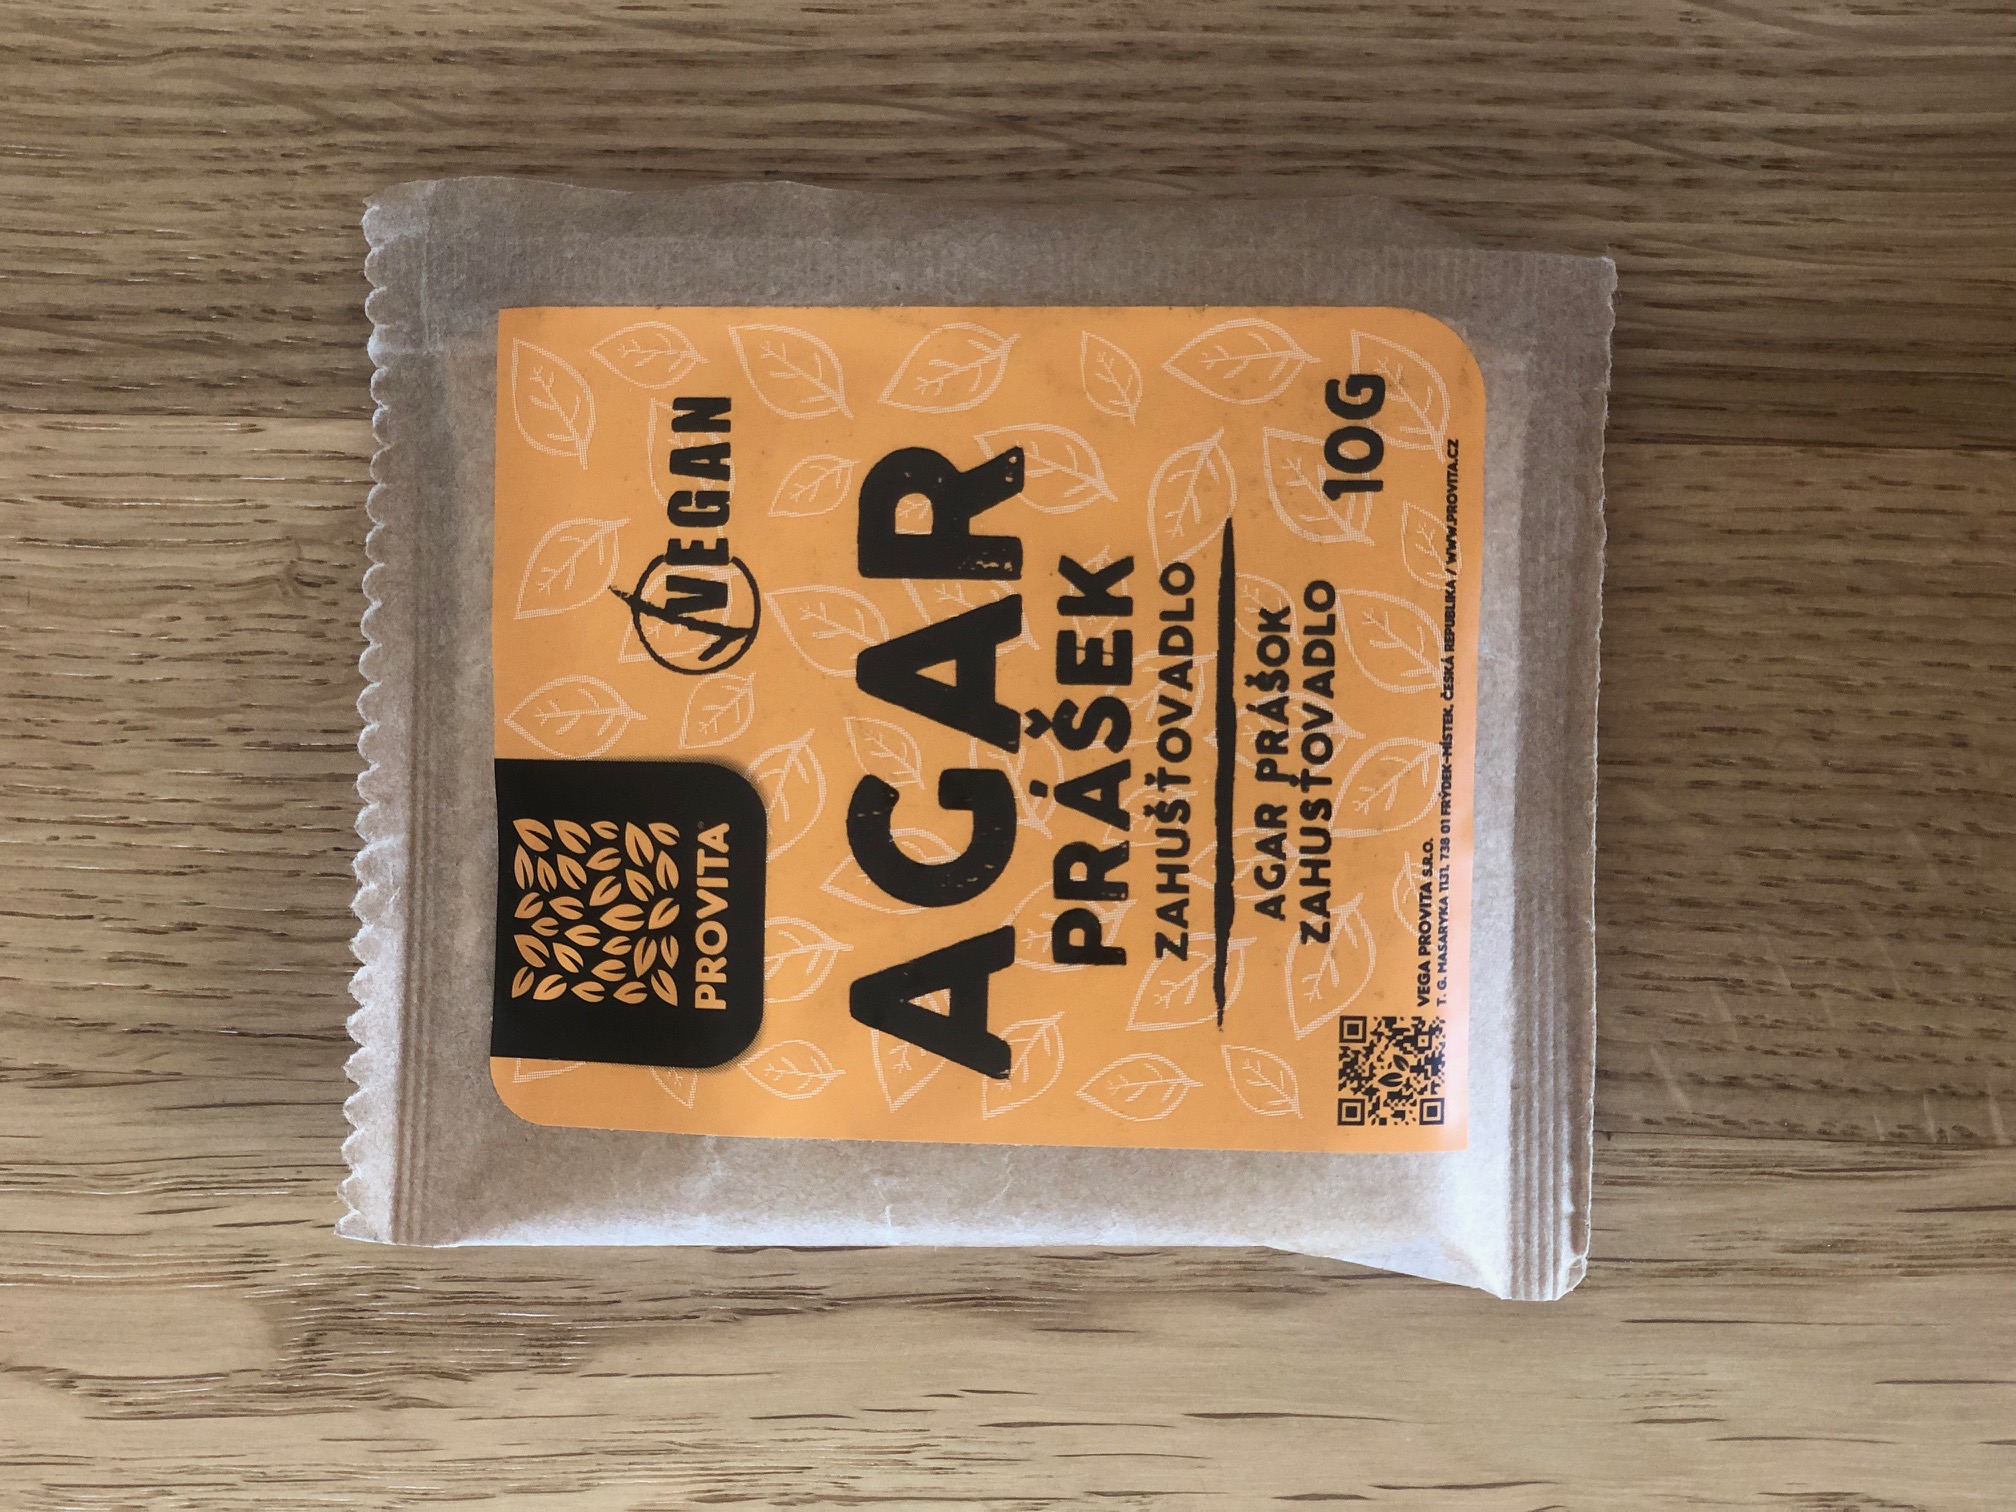 PROVITA
VEGAN
AGAR
PRÁŠEK
ZAHUŠŤOVADLO
AGAR PRÁŠOK
ZAHUSŤOVADLO
10G
VEGA PROVITA S.R.O.
T. G. MASARYKA 1131, 738 01 FRÝDEK-MÍSTEK, ČESKÁ REPUBLIKA / WWW.PROVITA.CZ